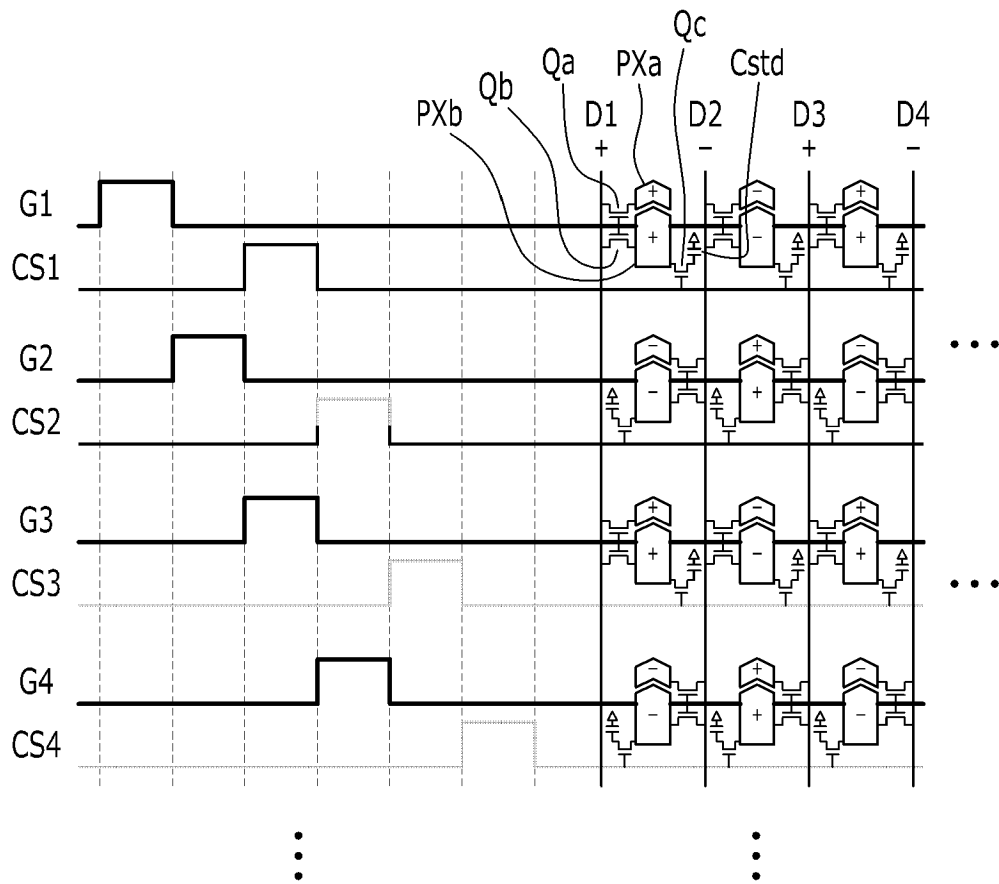 Qc
Qa PXa Cstd
Qb
PXb D1 D2 D3 D4
+ − + −
G1 + − +
CS1 + − +
G2 − + −
CS2 − + −
G3 + − +
CS3 + − +
G4 − + −
CS4 − + −